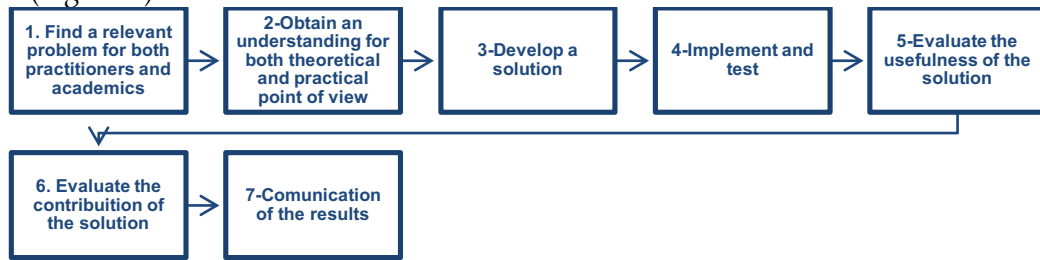 1. Find a relevant
problem for both
practitioners and
academics
2-Obtain an
understanding for
both theoretical
and practical
point of view
3-Develop a
solution
4-Implement and
test
5-Evaluate the
usefulness of the
solution
6. Evaluate the
contribuition of
the solution
7-Comunication
of the results